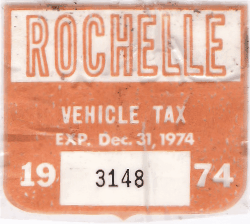 ROCHELLE
VEHICLE TAX
EXP. Dec. 31, 1974
19 3148 74